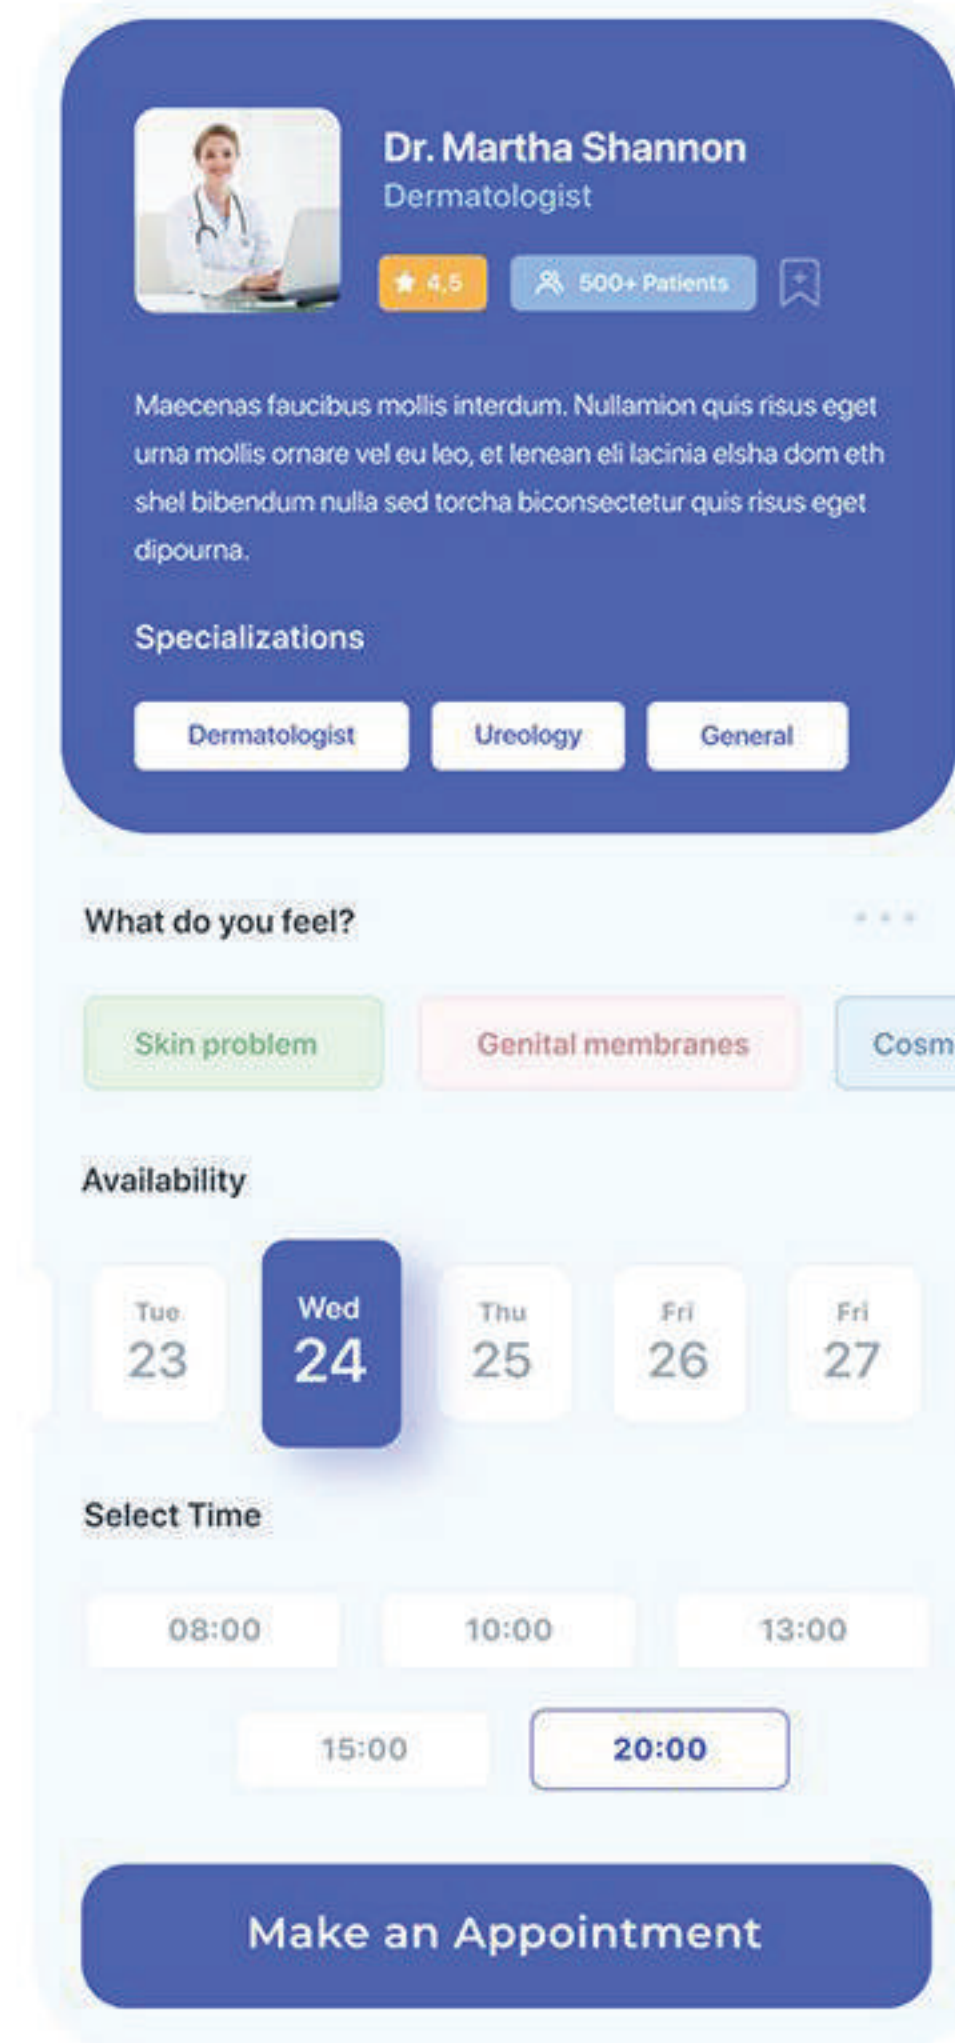 Dr. Martha Shannon
Dermatologist
4,5
500+ Patients
Maecenas faucibus mollis interdum. Nullamion quis risus eget
urna mollis ornare vel eu leo, et lenean eli lacinia elsha dom eth
shel bibendum nulla sed torcha biconsectetur quis risus eget
dipourna.
Specializations
Dermatologist Ureology General
What do you feel?
Skin problem Genital membranes Cosm
Availability
Tue Wed Thu Fri Fri
23 24 25 26 27
Select Time
08:00 10:00 13:00
15:00 20:00
Make an Appointment